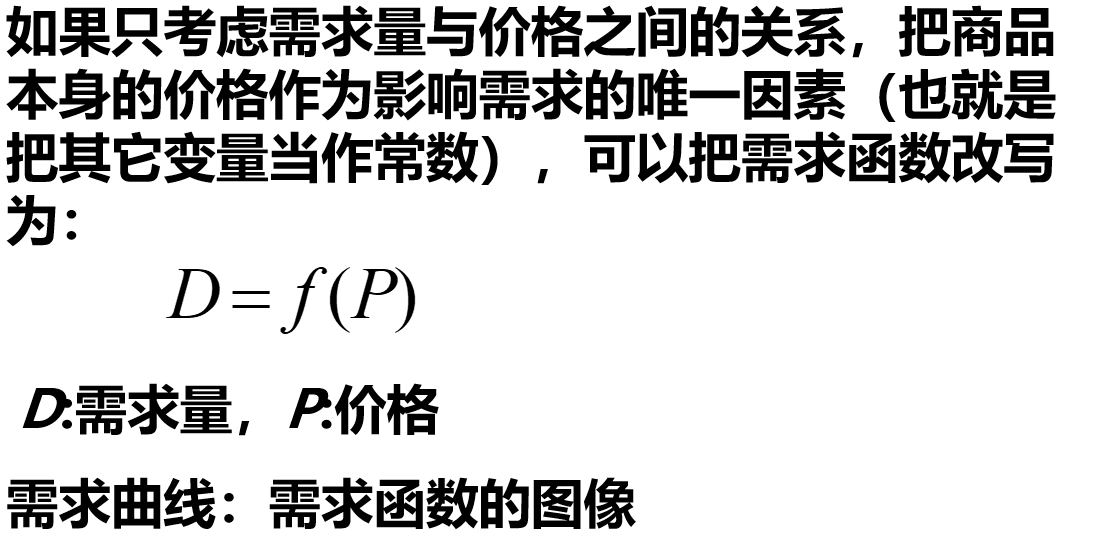 如果只考虑需求量与价格之间的关系，把商品
本身的价格作为影响需求的唯一因素（也就是
把其它变量当作常数），可以把需求函数改写
为：
D = f(P)
D:需求量，P:价格
需求曲线：需求函数的图像